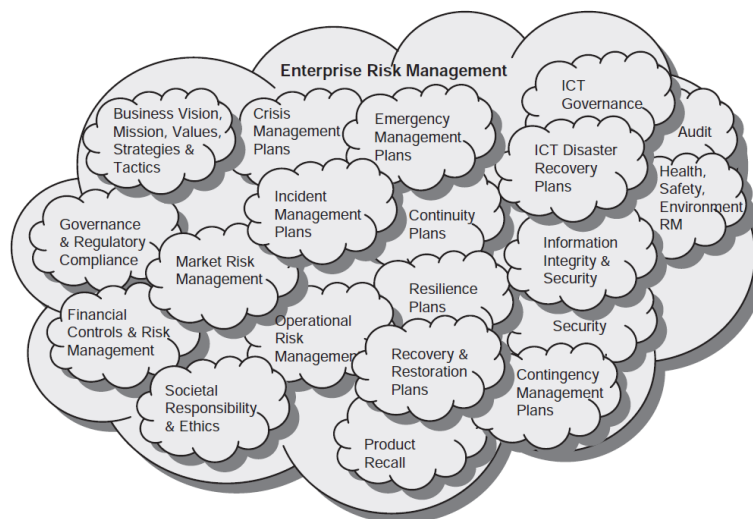 Enterprise Risk Management
Business Vision,
Mission, Values,
Strategies &
Tactics
Crisis
Management
Plans
Emergency
Management
Plans
ICT
Governance
Audit
ICT Disaster
Recovery
Plans
Health,
Safety,
Environment
RM
Governance
& Regulatory
Compliance
Incident
Management
Plans
Continuity
Plans
Market Risk
Management
Information
Integrity &
Security
Financial
Controls & Risk
Management
Operational
Risk
Management
Resilience
Plans
Security
Recovery &
Restoration
Plans
Contingency
Management
Plans
Societal
Responsibility
& Ethics
Product
Recall